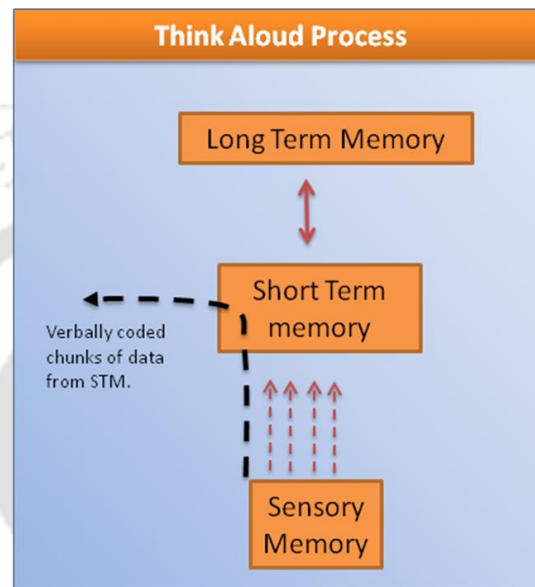 Think Aloud Process
Long Term Memory
Short Term
memory
Verbally coded
chunks of data
from STM.
Sensory
Memory